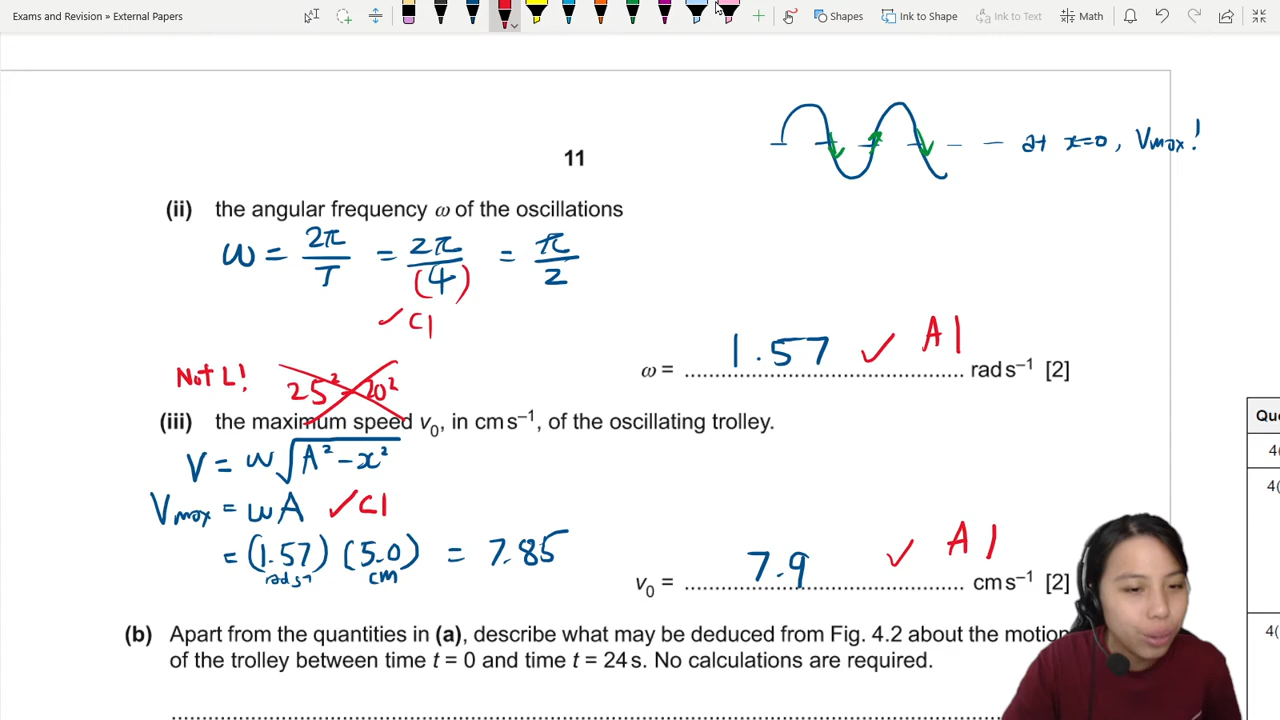 Exams and Revision » External Papers
Shapes Ink to Shape Ink to Text Math
at x=0, Vmax!
11
(ii) the angular frequency ω of the oscillations
ω = 2π/T = 2π/(4) = π/2
✓ C1
ω = 1.57 rad s⁻¹ [2] ✓ A1
Not L! 25² 20²
(iii) the maximum speed v₀, in cm s⁻¹, of the oscillating trolley.
V = ω√(A² − x²)
Vmax = ωA ✓ C1
= (1.57) (5.0) = 7.85
rads⁻¹ cm
v₀ = 7.9 cm s⁻¹ [2] ✓ A1
(b) Apart from the quantities in (a), describe what may be deduced from Fig. 4.2 about the motion
of the trolley between time t = 0 and time t = 24 s. No calculations are required.